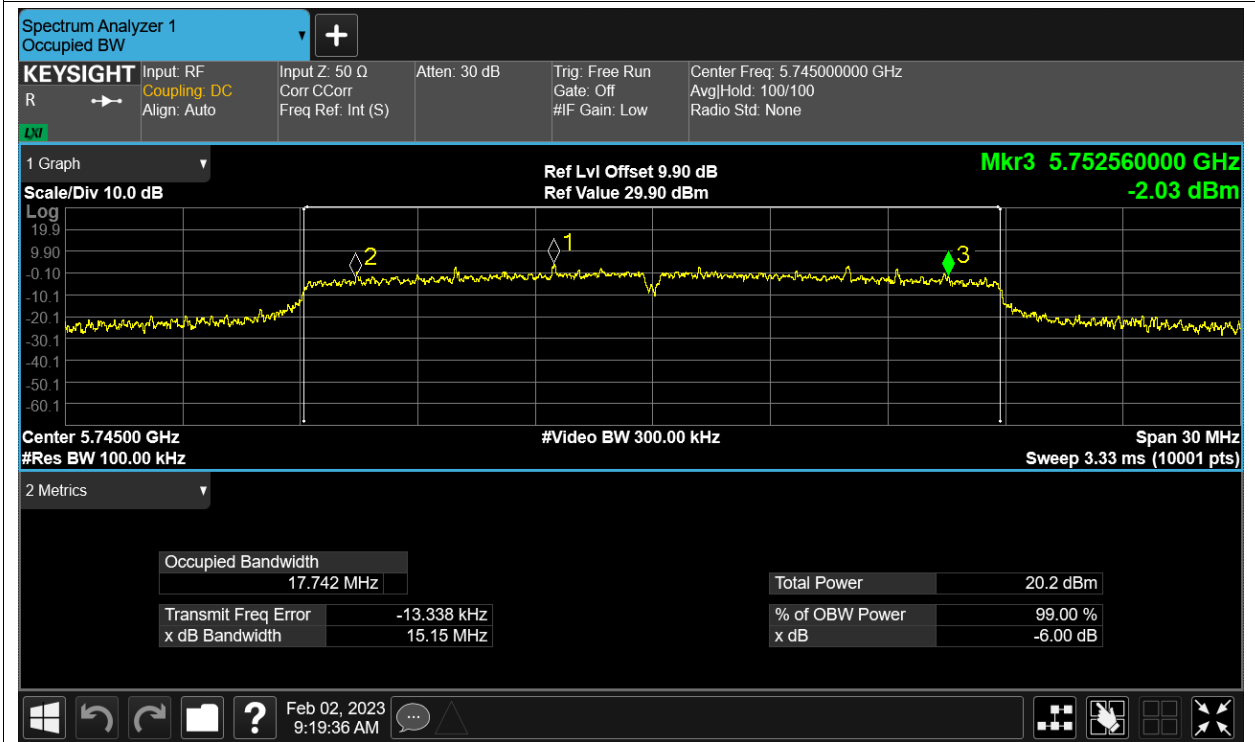 Spectrum Analyzer 1
Occupied BW
KEYSIGHT
R
LXI
Input: RF
Coupling: DC
Align: Auto
Input Z: 50 Ω
Corr CCorr
Freq Ref: Int (S)
Atten: 30 dB
Trig: Free Run
Gate: Off
#IF Gain: Low
Center Freq: 5.745000000 GHz
Avg|Hold: 100/100
Radio Std: None
1 Graph
Ref Lvl Offset 9.90 dB
Mkr3 5.752560000 GHz
Scale/Div 10.0 dB
Ref Value 29.90 dBm
-2.03 dBm
Log
19.9
9.90
-0.10
-10.1
-20.1
-30.1
-40.1
-50.1
-60.1
2
1
3
Center 5.74500 GHz
#Video BW 300.00 kHz
Span 30 MHz
#Res BW 100.00 kHz
Sweep 3.33 ms (10001 pts)
2 Metrics
Occupied Bandwidth
17.742 MHz
Total Power 20.2 dBm
Transmit Freq Error -13.338 kHz
% of OBW Power 99.00 %
x dB Bandwidth 15.15 MHz
x dB -6.00 dB
?
Feb 02, 2023
9:19:36 AM